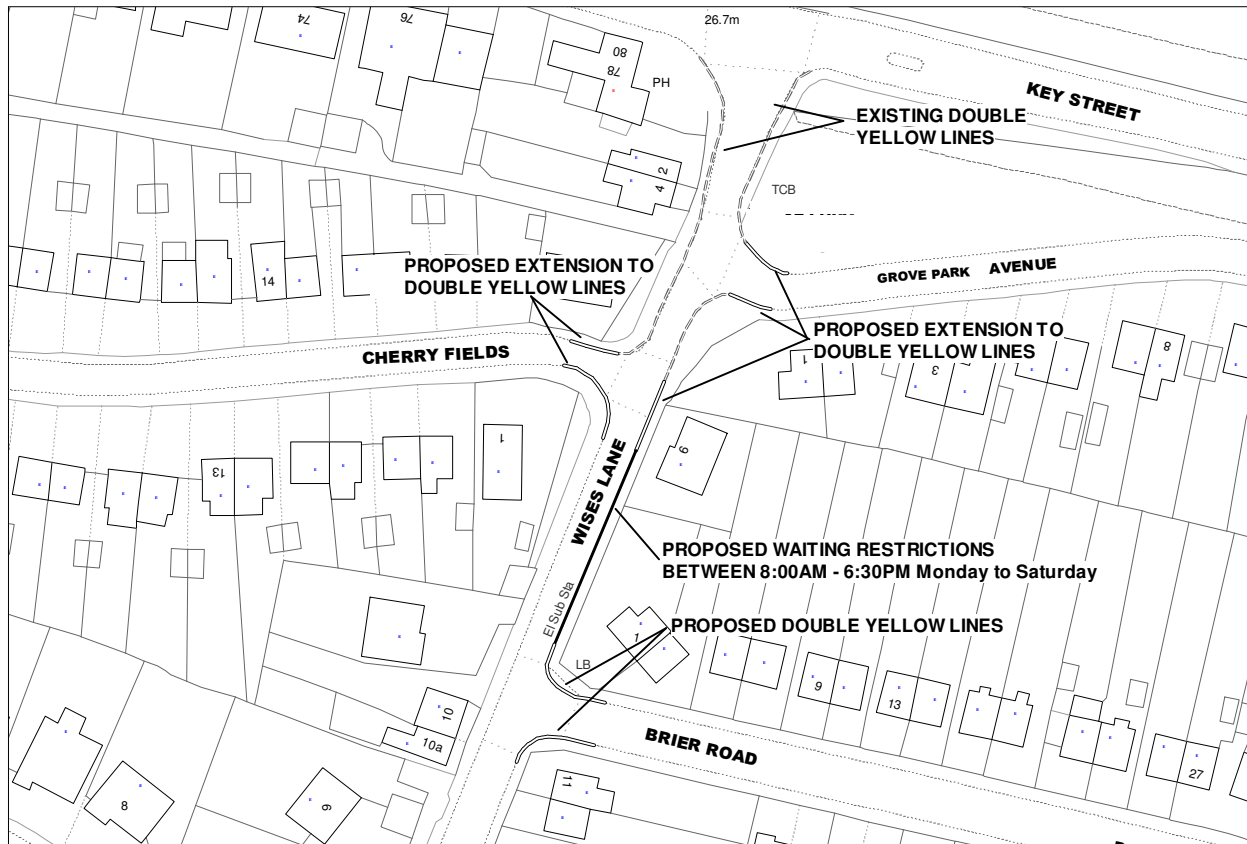 74
76
80
78
PH
26.7m
KEY STREET
EXISTING DOUBLE
YELLOW LINES
2
4
TCB
14
PROPOSED EXTENSION TO
DOUBLE YELLOW LINES
GROVE PARK AVENUE
CHERRY FIELDS
PROPOSED EXTENSION TO
DOUBLE YELLOW LINES
1
3
8
13
1
WISES LANE
6
PROPOSED WAITING RESTRICTIONS
BETWEEN 8:00AM - 6:30PM Monday to Saturday
El Sub Sta
1
PROPOSED DOUBLE YELLOW LINES
LB
9
13
10
10a
BRIER ROAD
27
8
6
11